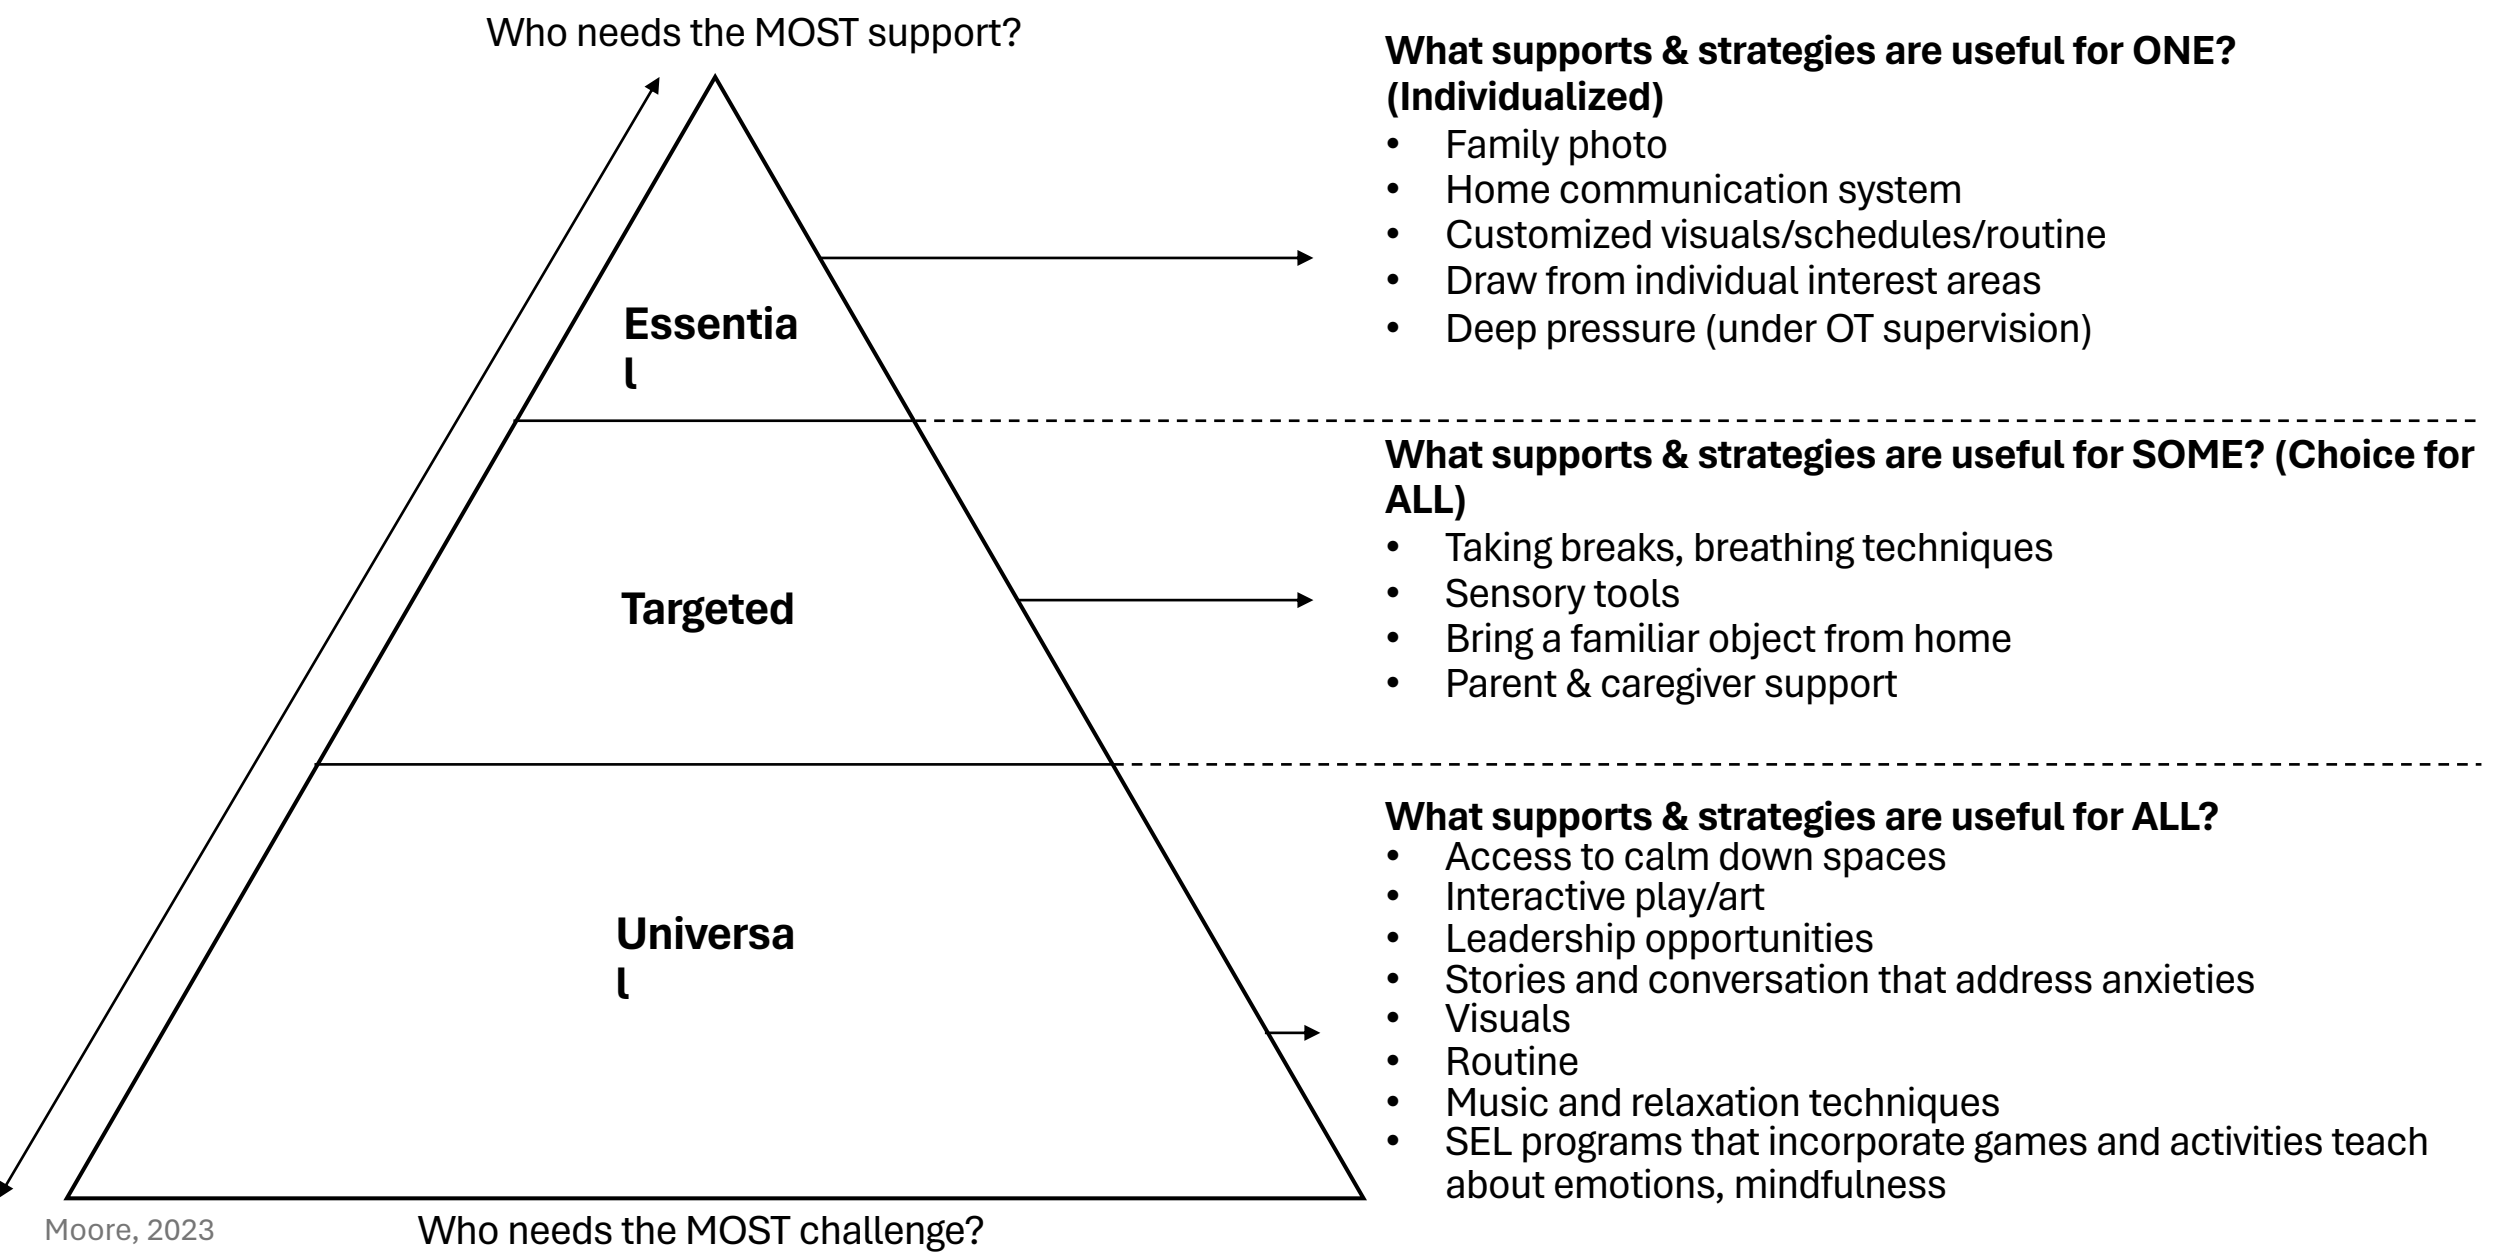 Who needs the MOST support?
Essentia
l
Targeted
Universa
l
Who needs the MOST challenge?
Moore, 2023
What supports & strategies are useful for ONE?
(Individualized)
• Family photo
• Home communication system
• Customized visuals/schedules/routine
• Draw from individual interest areas
• Deep pressure (under OT supervision)
What supports & strategies are useful for SOME? (Choice for
ALL)
• Taking breaks, breathing techniques
• Sensory tools
• Bring a familiar object from home
• Parent & caregiver support
What supports & strategies are useful for ALL?
• Access to calm down spaces
• Interactive play/art
• Leadership opportunities
• Stories and conversation that address anxieties
• Visuals
• Routine
• Music and relaxation techniques
• SEL programs that incorporate games and activities teach
about emotions, mindfulness